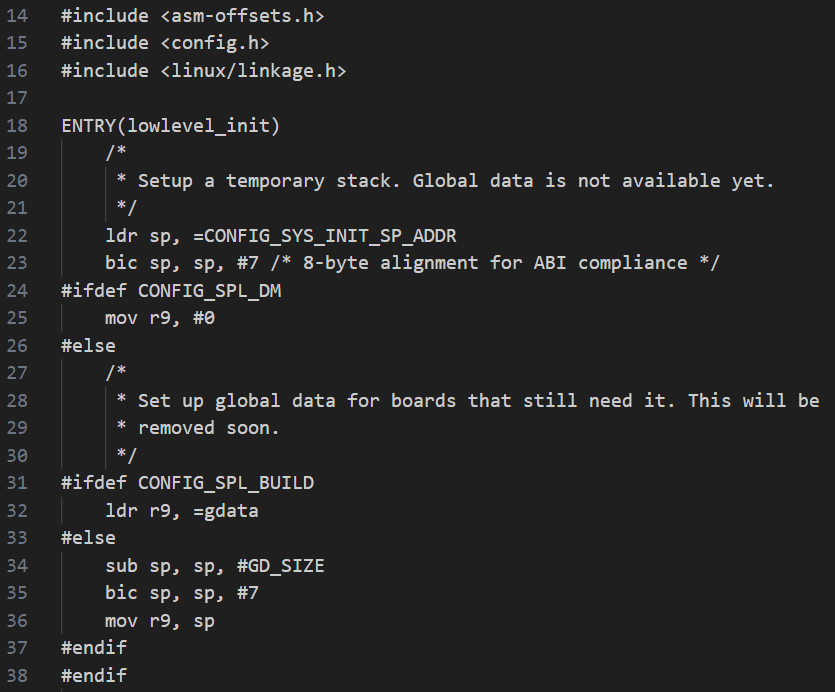 14 #include <asm-offsets.h>
15 #include <config.h>
16 #include <linux/linkage.h>
17
18 ENTRY(lowlevel_init)
19     /*
20      * Setup a temporary stack. Global data is not available yet.
21      */
22     ldr sp, =CONFIG_SYS_INIT_SP_ADDR
23     bic sp, sp, #7 /* 8-byte alignment for ABI compliance */
24 #ifdef CONFIG_SPL_DM
25     mov r9, #0
26 #else
27     /*
28      * Set up global data for boards that still need it. This will be
29      * removed soon.
30      */
31 #ifdef CONFIG_SPL_BUILD
32     ldr r9, =gdata
33 #else
34     sub sp, sp, #GD_SIZE
35     bic sp, sp, #7
36     mov r9, sp
37 #endif
38 #endif